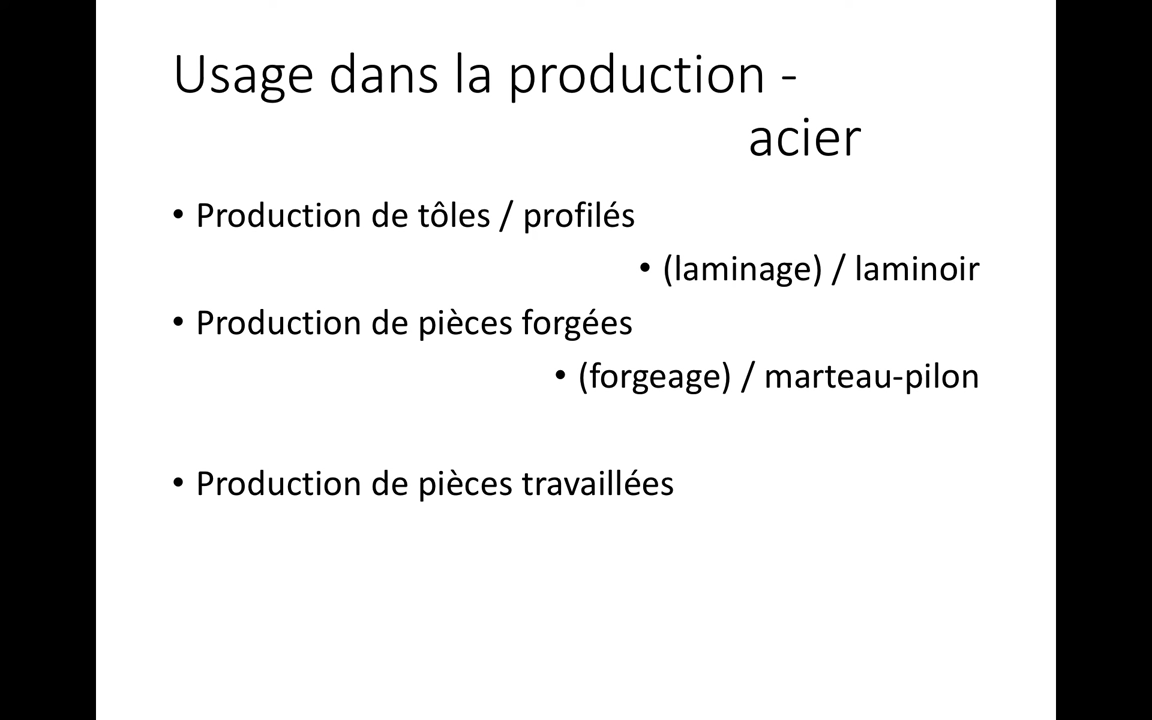 Usage dans la production -
acier
• Production de tôles / profilés
• (laminage) / laminoir
• Production de pièces forgées
• (forgeage) / marteau-pilon
• Production de pièces travaillées